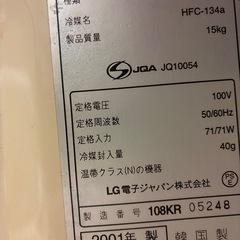 種類
冷媒名 HFC-134a
製品質量 15kg
JQA JQ10054
定格電圧 100V
定格周波数 50/60Hz
定格入力 71/71W
冷媒封入量 40g
温帯クラス(N)の機器
PSE
LG電子ジャパン株式会社
製造番号 108KR 05248
2001年製 韓国製